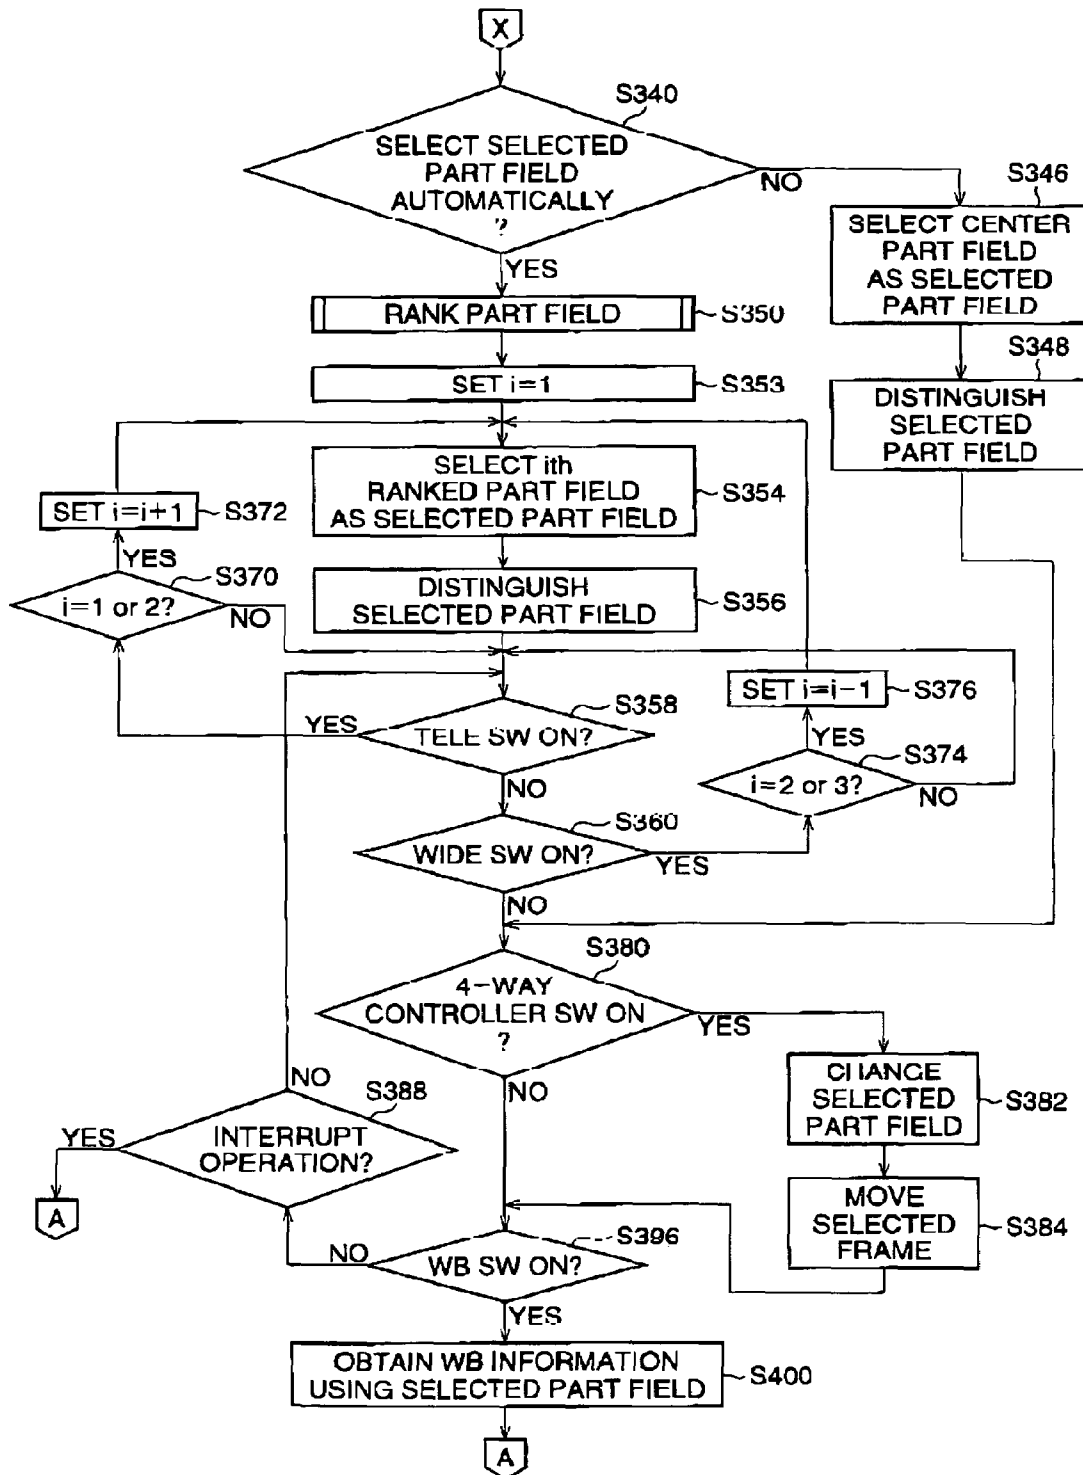 X
S340
SELECT SELECTED
PART FIELD
AUTOMATICALLY
?
NO
YES
S346
SELECT CENTER
PART FIELD
AS SELECTED
PART FIELD
RANK PART FIELD
S350
S348
DISTINGUISH
SELECTED
PART FIELD
SET i=1
S353
SELECT ith
RANKED PART FIELD
AS SELECTED PART FIELD
S354
SET i=i+1
S372
YES
S370
i=1 or 2?
NO
DISTINGUISH
SELECTED PART FIELD
S356
SET i=i-1
S376
YES
S358
TELE SW ON?
YES
NO
S374
i=2 or 3?
NO
S360
WIDE SW ON?
YES
NO
S380
4-WAY
CONTROLLER SW ON
?
YES
NO
CHANGE
SELECTED
PART FIELD
S382
NO
S388
INTERRUPT
OPERATION?
YES
A
MOVE
SELECTED
FRAME
S384
S396
WB SW ON?
NO
YES
OBTAIN WB INFORMATION
USING SELECTED PART FIELD
S400
A